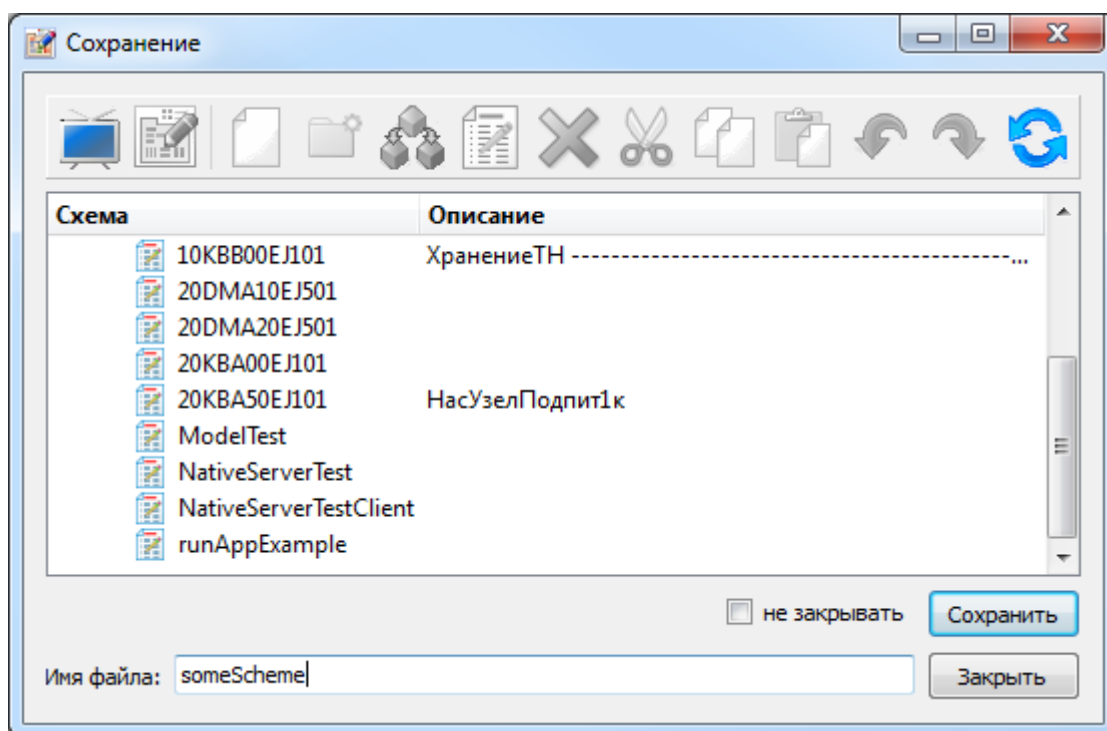 Сохранение
Схема Описание
10KBB00EJ101 ХранениеТН --------------------------------------------...
20DMA10EJ501
20DMA20EJ501
20KBA00EJ101
20KBA50EJ101 НасУзелПодпит1к
ModelTest
NativeServerTest
NativeServerTestClient
runAppExample
не закрывать Сохранить
Имя файла: someScheme Закрыть